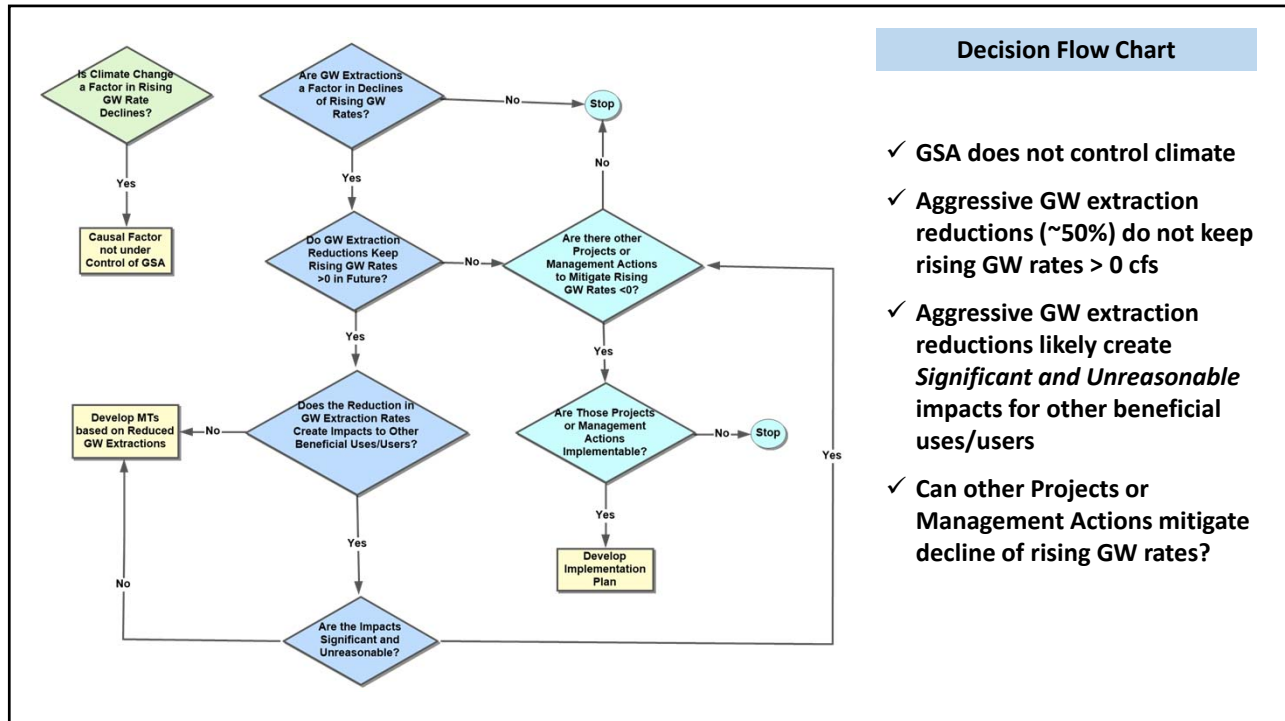 Decision Flow Chart
Is Climate Change
a Factor in Rising
GW Rate
Declines?
Yes
Causal Factor
not under
Control of GSA
Are GW Extractions
a Factor in Declines
of Rising GW
Rates?
No
Stop
Yes
No
Do GW Extraction
Reductions Keep
Rising GW Rates
>0 in Future?
No
Are there other
Projects or
Management Actions
to Mitigate Rising
GW Rates <0?
Yes
Yes
Does the Reduction in
GW Extraction Rates
Create Impacts to Other
Beneficial Uses/Users?
No
Develop MTs
based on Reduced
GW Extractions
Are Those Projects
or Management
Actions
Implementable?
No
Stop
Yes
Yes
Yes
Develop
Implementation
Plan
No
Are the Impacts
Significant and
Unreasonable?
✓ GSA does not control climate
✓ Aggressive GW extraction
reductions (~50%) do not keep
rising GW rates > 0 cfs
✓ Aggressive GW extraction
reductions likely create
Significant and Unreasonable
impacts for other beneficial
uses/users
✓ Can other Projects or
Management Actions mitigate
decline of rising GW rates?